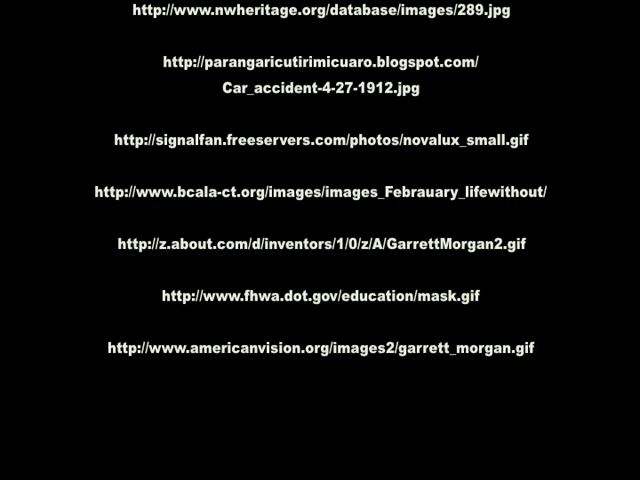 http://www.nwheritage.org/database/images/289.jpg
http://parangaricutirimicuaro.blogspot.com/
Car_accident-4-27-1912.jpg
http://signalfan.freeservers.com/photos/novalux_small.gif
http://www.bcala-ct.org/images/images_Febrauary_lifewithout/
http://z.about.com/d/inventors/1/0/z/A/GarrettMorgan2.gif
http://www.fhwa.dot.gov/education/mask.gif
http://www.americanvision.org/images2/garrett_morgan.gif